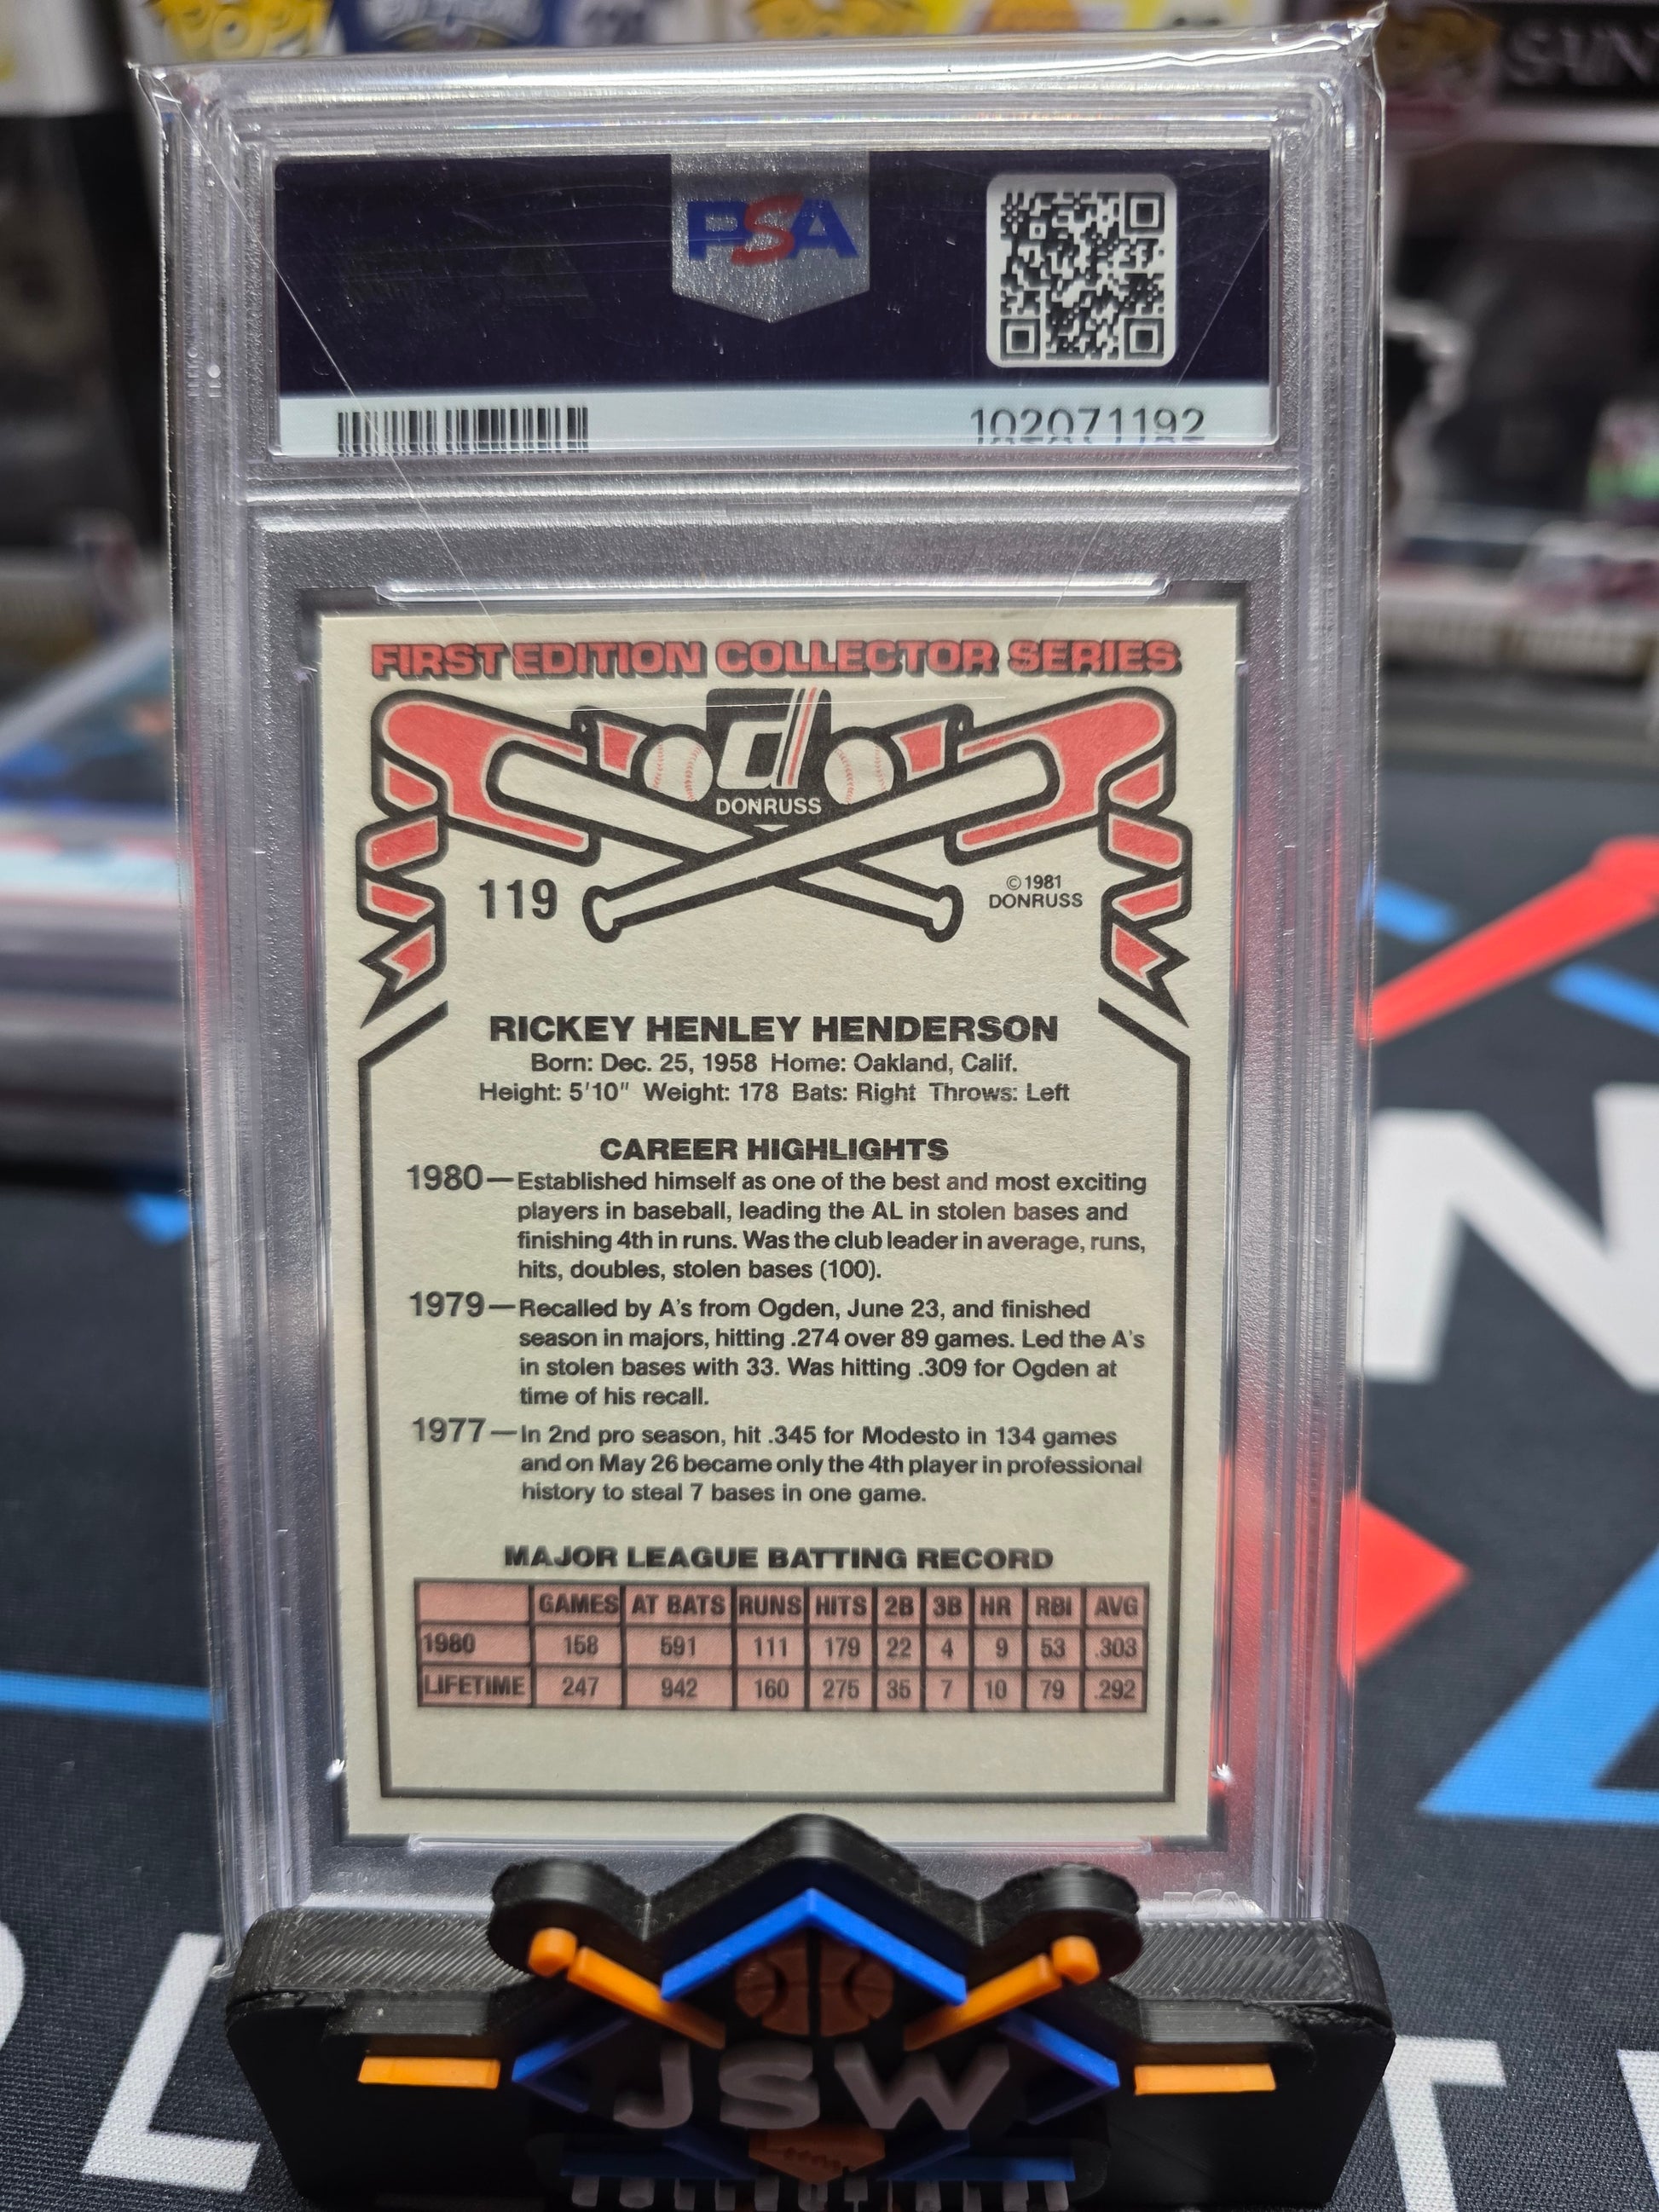 PSA
102071192
FIRST EDITION COLLECTOR SERIES
d
DONRUSS
119
© 1981
DONRUSS
RICKEY HENLEY HENDERSON
Born: Dec. 25, 1958 Home: Oakland, Calif.
Height: 5'10" Weight: 178 Bats: Right Throws: Left
CAREER HIGHLIGHTS
1980—Established himself as one of the best and most exciting
players in baseball, leading the AL in stolen bases and
finishing 4th in runs. Was the club leader in average, runs,
hits, doubles, stolen bases (100).
1979—Recalled by A's from Ogden, June 23, and finished
season in majors, hitting .274 over 89 games. Led the A's
in stolen bases with 33. Was hitting .309 for Ogden at
time of his recall.
1977—In 2nd pro season, hit .345 for Modesto in 134 games
and on May 26 became only the 4th player in professional
history to steal 7 bases in one game.
MAJOR LEAGUE BATTING RECORD
GAMES AT BATS RUNS HITS 2B 3B HR RBI AVG
1980 158 591 111 179 22 4 9 53 .303
LIFETIME 247 942 160 275 35 7 10 79 .292
PSA
JSW